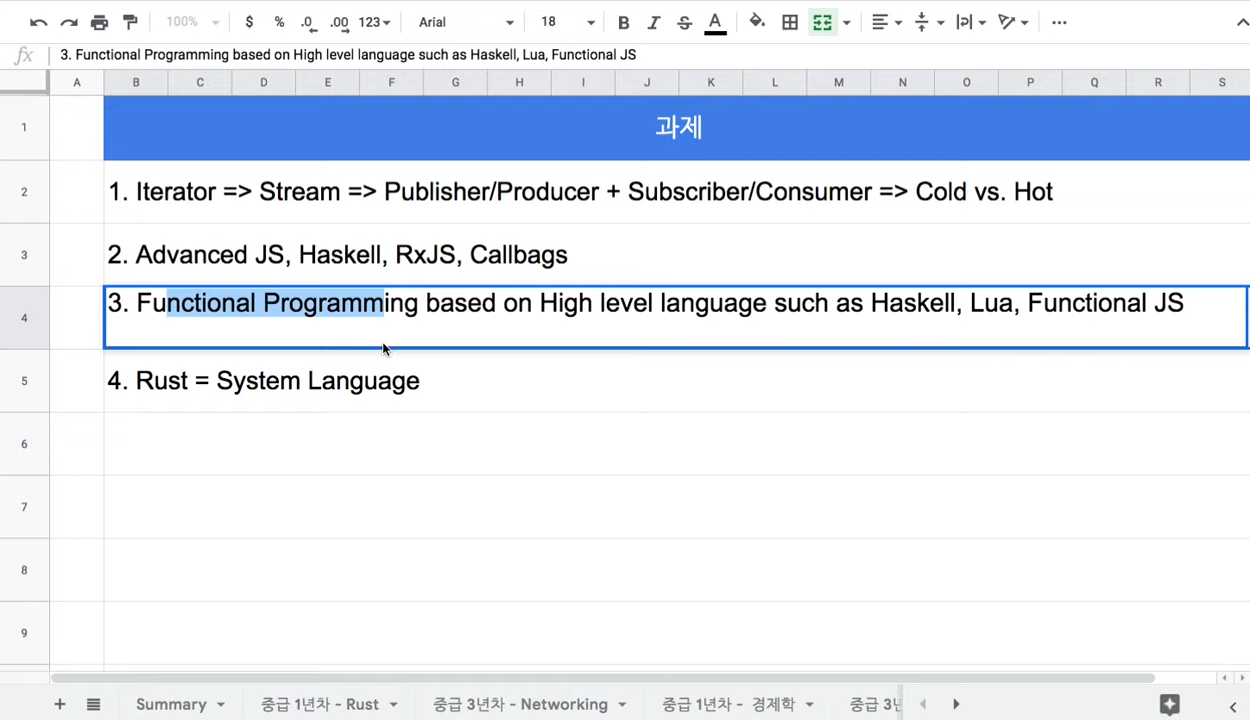 100%
$ % .0 .00 123
Arial
18
B I S A
fx
3. Functional Programming based on High level language such as Haskell, Lua, Functional JS
A B C D E F G H I J K L M N O P Q R S
1
과제
2
1. Iterator => Stream => Publisher/Producer + Subscriber/Consumer => Cold vs. Hot
3
2. Advanced JS, Haskell, RxJS, Callbags
4
3. Functional Programming based on High level language such as Haskell, Lua, Functional JS
5
4. Rust = System Language
6
7
8
9
Summary
중급 1년차 - Rust
중급 3년차 - Networking
중급 1년차 - 경제학
중급